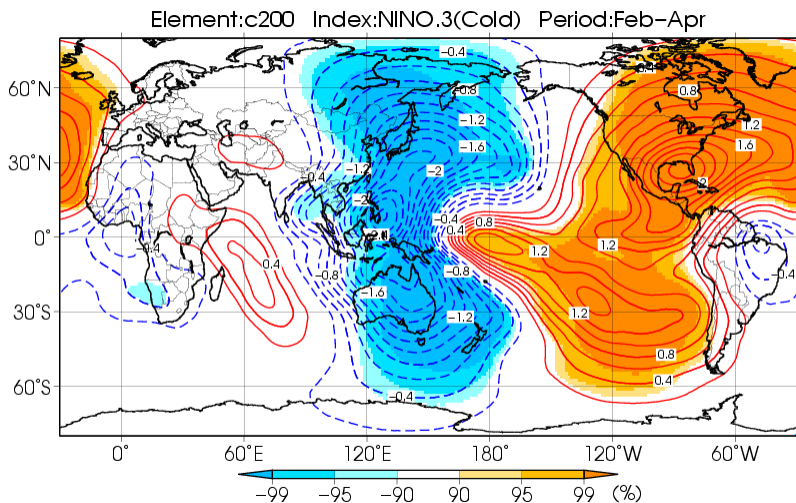 Element:c200 Index:NINO.3(Cold) Period:Feb−Apr
−0.4 0.4
60°N −0.8 0.8
−1.2 1.2
−1.6 1.6
30°N −1.2
−0.4 −2 2
−2
−0.4 0.8
0° −0.4 −2.4 0.4 1.2 1.2 −0.4
0.4 −0.8 −0.8
−1.6
30°S −1.2 1.2
0.8
60°S −0.4 0.4
0° 60°E 120°E 180° 120°W 60°W
−99 −95 −90 90 95 99 (%)